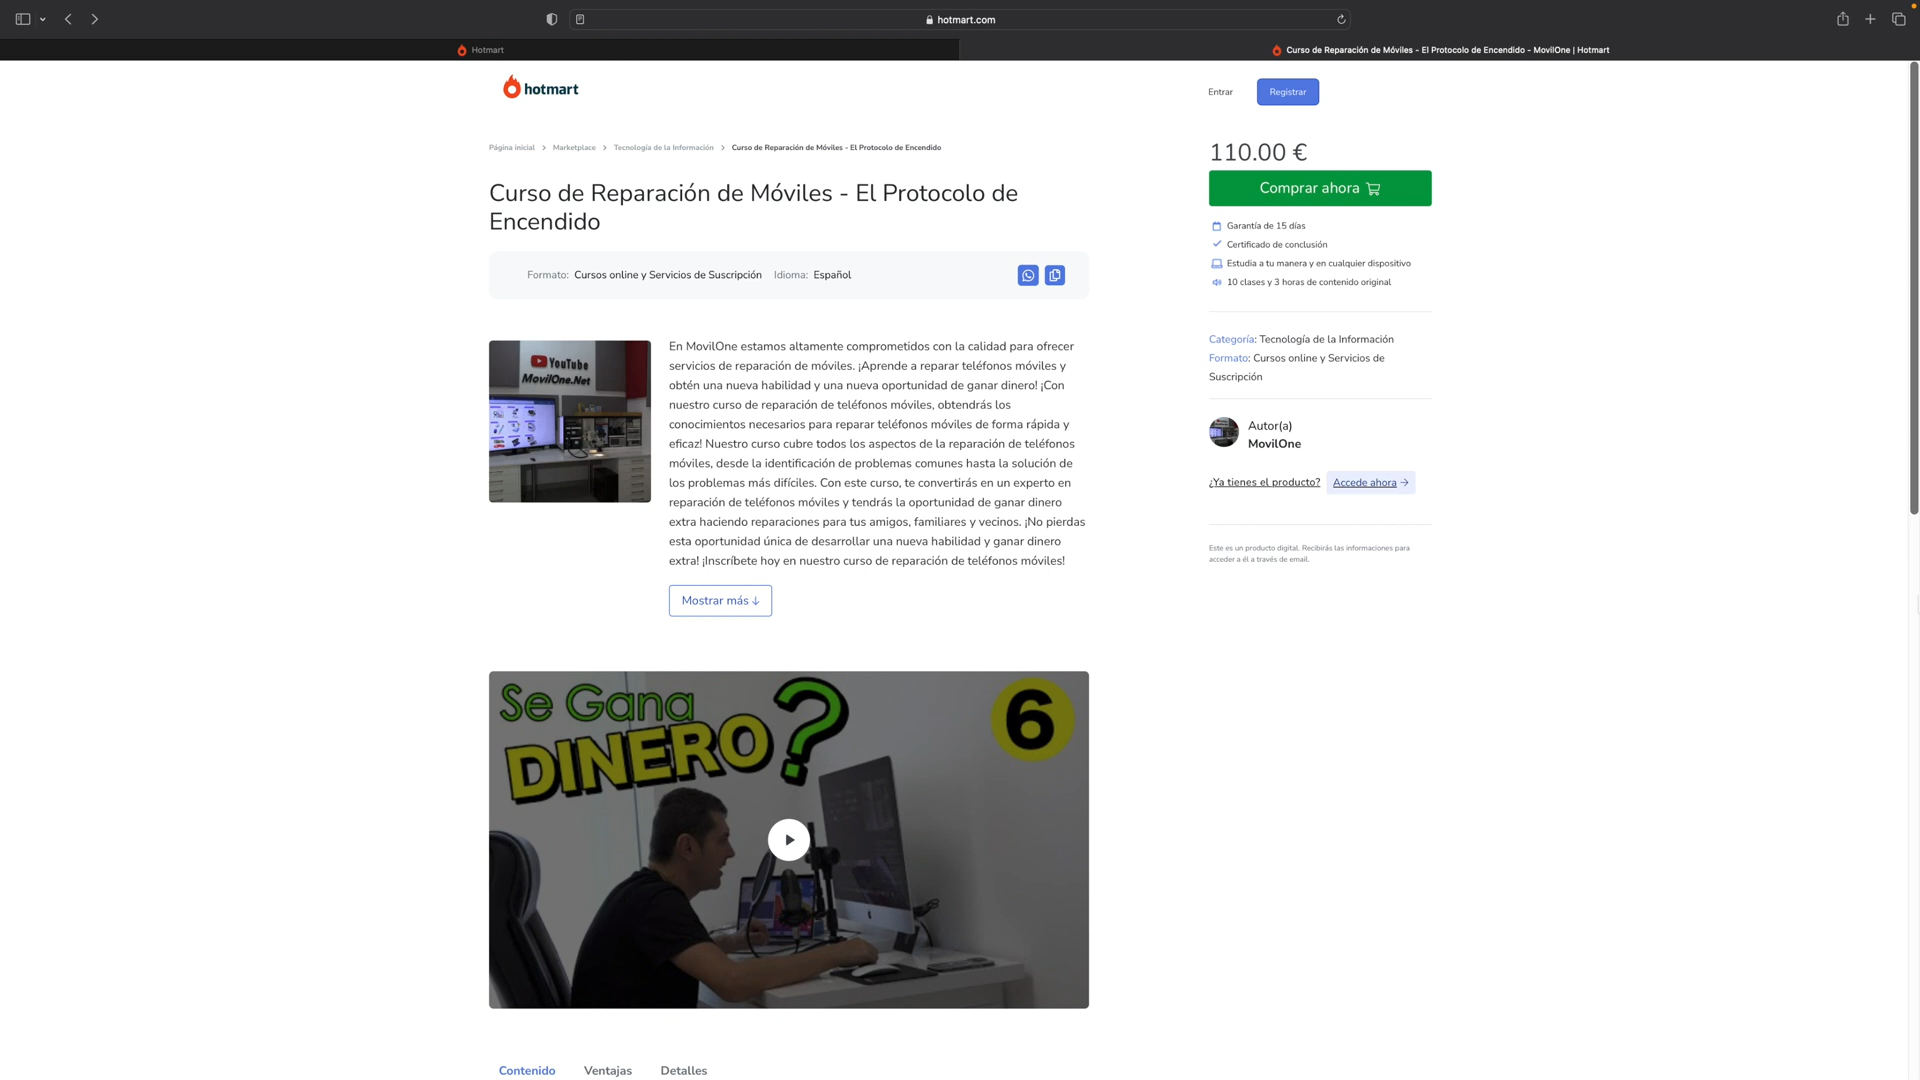 hotmart.com
Hotmart
Curso de Reparación de Móviles - El Protocolo de Encendido - MovilOne | Hotmart
hotmart
Entrar
Registrar
Página inicial
Marketplace
Tecnología de la Información
Curso de Reparación de Móviles - El Protocolo de Encendido
Curso de Reparación de Móviles - El Protocolo de
Encendido
Formato: Cursos online y Servicios de Suscripción Idioma: Español
YouTube
MovilOne.Net
En MovilOne estamos altamente comprometidos con la calidad para ofrecer
servicios de reparación de móviles. ¡Aprende a reparar teléfonos móviles y
obtén una nueva habilidad y una nueva oportunidad de ganar dinero! ¡Con
nuestro curso de reparación de teléfonos móviles, obtendrás los
conocimientos necesarios para reparar teléfonos móviles de forma rápida y
eficaz! Nuestro curso cubre todos los aspectos de la reparación de teléfonos
móviles, desde la identificación de problemas comunes hasta la solución de
los problemas más difíciles. Con este curso, te convertirás en un experto en
reparación de teléfonos móviles y tendrás la oportunidad de ganar dinero
extra haciendo reparaciones para tus amigos, familiares y vecinos. ¡No pierdas
esta oportunidad única de desarrollar una nueva habilidad y ganar dinero
extra! ¡Inscríbete hoy en nuestro curso de reparación de teléfonos móviles!
Mostrar más
Se Gana
DINERO?
6
Contenido
Ventajas
Detalles
110.00 €
Comprar ahora
Garantía de 15 días
Certificado de conclusión
Estudia a tu manera y en cualquier dispositivo
10 clases y 3 horas de contenido original
Categoría: Tecnología de la Información
Formato: Cursos online y Servicios de
Suscripción
Autor(a)
MovilOne
¿Ya tienes el producto? Accede ahora
Este es un producto digital. Recibirás las informaciones para
acceder a él a través de email.